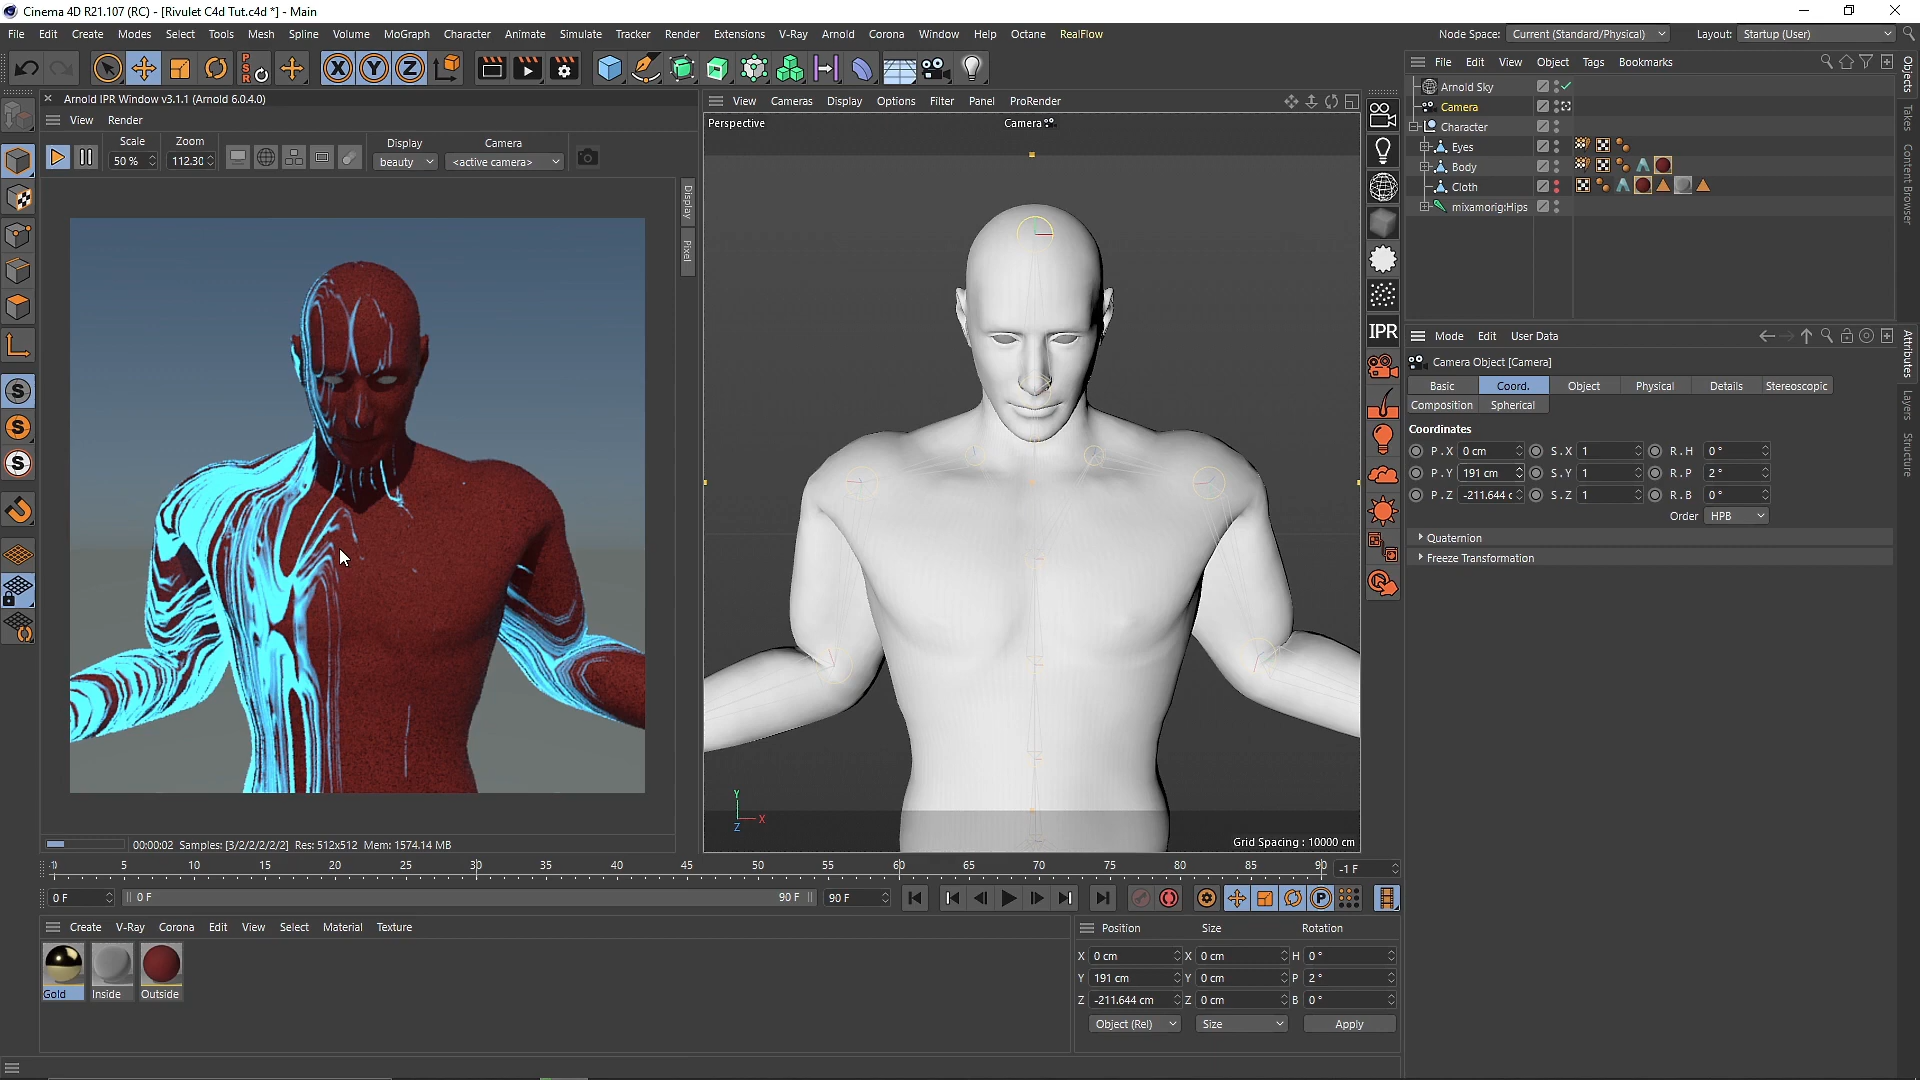 Cinema 4D R21.107 (RC) - [Rivulet C4d Tut.c4d *] - Main
File Edit Create Modes Select Tools Mesh Spline Volume MoGraph Character Animate Simulate Tracker Render Extensions V-Ray Arnold Corona Window Help Octane RealFlow
Node Space: Current (Standard/Physical) Layout: Startup (User)
PSR X Y Z
File Edit View Object Tags Bookmarks
Arnold IPR Window v3.1.1 (Arnold 6.0.4.0)
View Render
Scale Zoom Display Camera
50 % 112.30 beauty <active camera>
Display
Pixel
View Cameras Display Options Filter Panel ProRender
Perspective Camera
Y
X
Z
Grid Spacing : 10000 cm
IPR
S
S
S
Arnold Sky
Camera
Character
Eyes
Body
Cloth
mixamorig:Hips
Objects
Takes
Content Browser
Mode Edit User Data
Camera Object [Camera]
Basic Coord. Object Physical Details Stereoscopic
Composition Spherical
Coordinates
P . X 0 cm S . X 1 R . H 0 °
P . Y 191 cm S . Y 1 R . P 2 °
P . Z -211.644 c S . Z 1 R . B 0 °
Order HPB
Quaternion
Freeze Transformation
Attributes
Layers
Structure
00:00:02 Samples: [3/2/2/2/2/2] Res: 512x512 Mem: 1574.14 MB
5 10 15 20 25 30 35 40 45 50 55 60 65 70 75 80 85 90 -1 F
0 F 0 F 90 F 90 F P
Create V-Ray Corona Edit View Select Material Texture
Gold Inside Outside
Position Size Rotation
X 0 cm X 0 cm H 0 °
Y 191 cm Y 0 cm P 2 °
Z -211.644 cm Z 0 cm B 0 °
Object (Rel) Size Apply